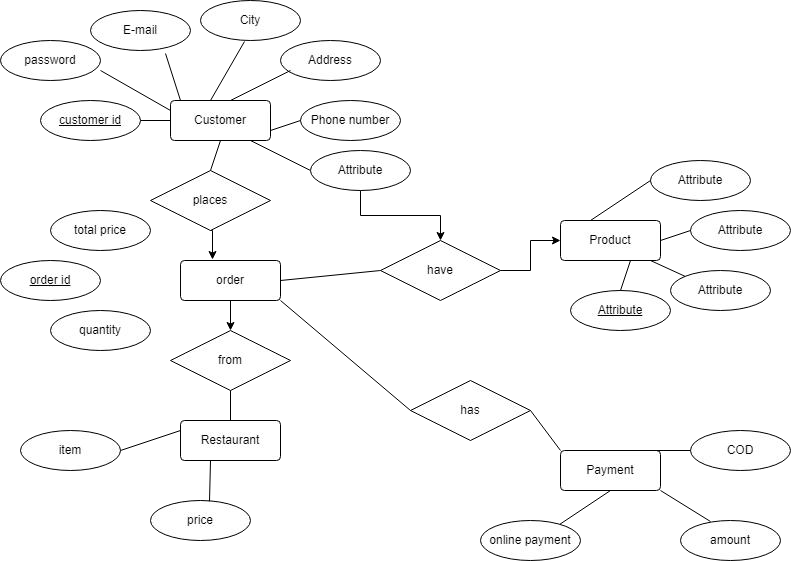 City
E-mail
password
Address
customer id
Customer
Phone number
Attribute
places
Attribute
total price
Attribute
Product
order id
order
have
Attribute
Attribute
quantity
from
has
item
Restaurant
COD
Payment
price
online payment
amount